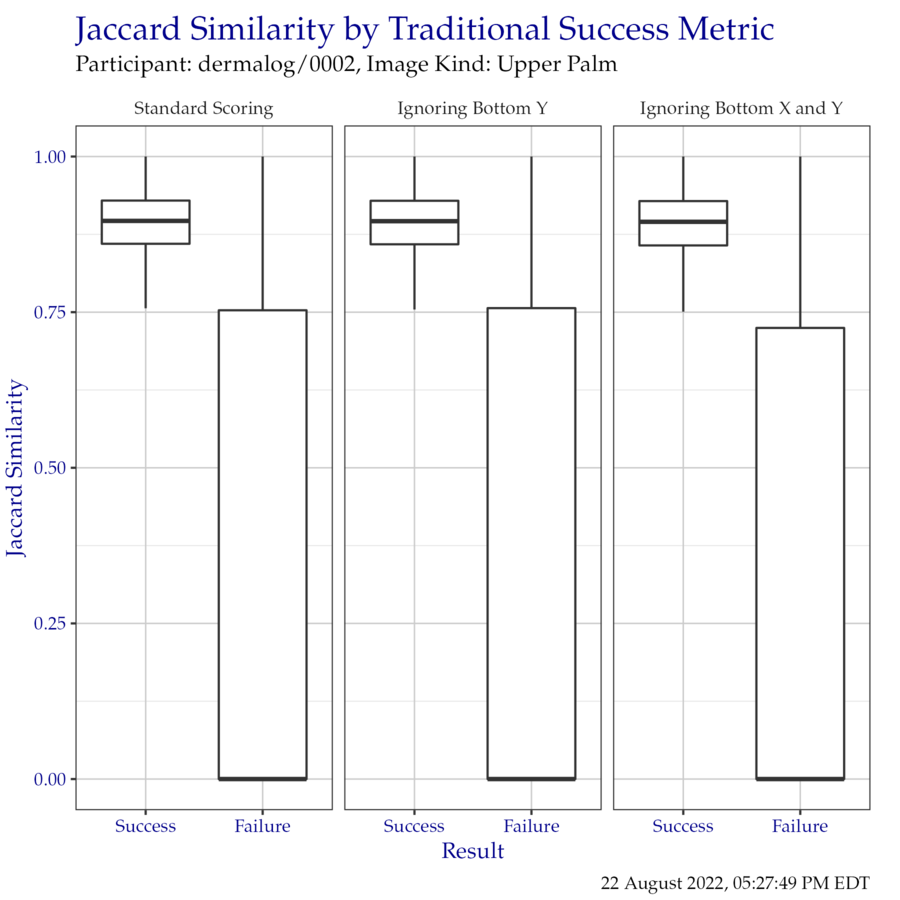 Jaccard Similarity by Traditional Success Metric
Participant: dermalog/0002, Image Kind: Upper Palm
Standard Scoring
Ignoring Bottom Y
Ignoring Bottom X and Y
Jaccard Similarity
1.00
0.75
0.50
0.25
0.00
Success Failure
Success Failure
Success Failure
Result
22 August 2022, 05:27:49 PM EDT